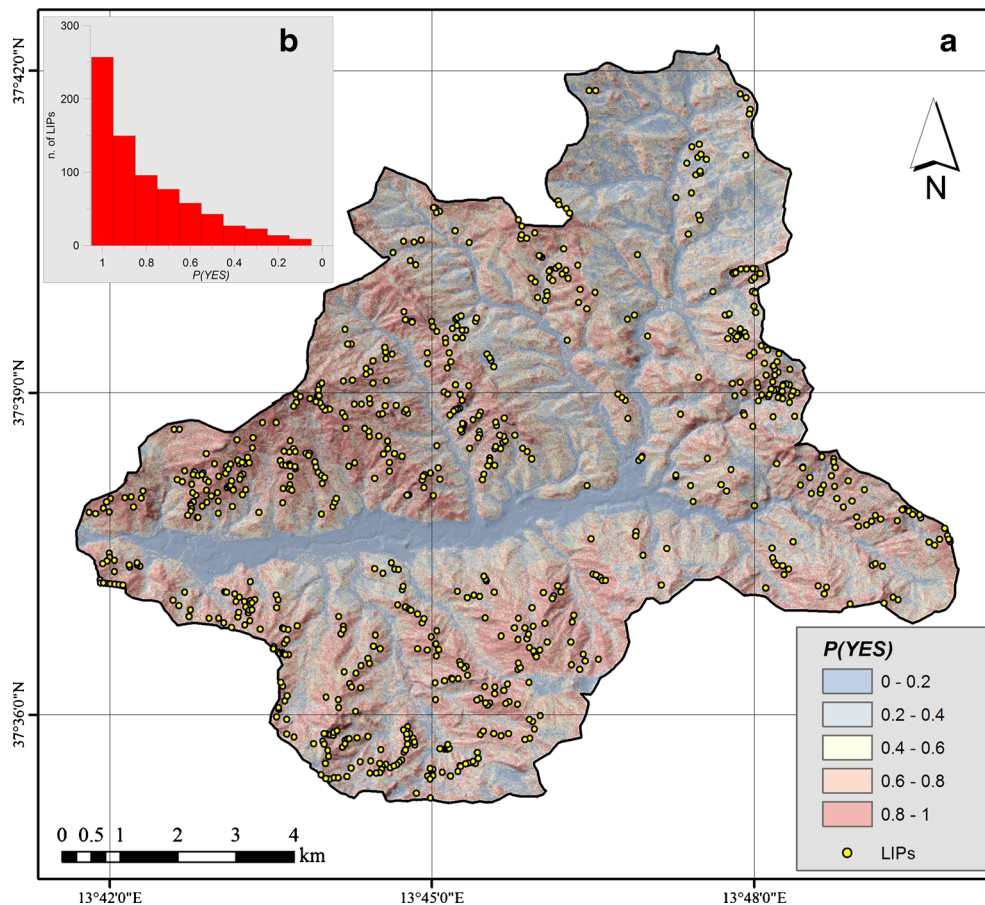 b
a
300
200
100
0
n. of LIPs
1 0.8 0.6 0.4 0.2 0
P(YES)
N
37°42'0"N
37°39'0"N
37°36'0"N
P(YES)
0 - 0.2
0.2 - 0.4
0.4 - 0.6
0.6 - 0.8
0.8 - 1
LIPs
0 0.5 1 2 3 4
km
13°42'0"E 13°45'0"E 13°48'0"E